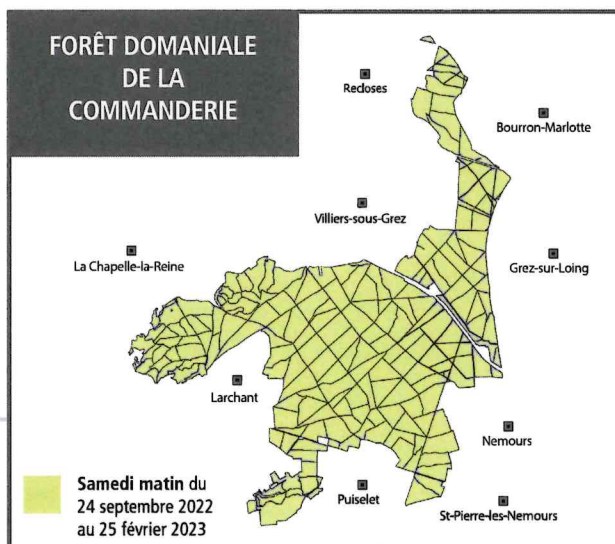 FORÊT DOMANIALE
DE LA
COMMANDERIE
Recloses
Bourron-Marlotte
Villiers-sous-Grez
La Chapelle-la-Reine
Grez-sur-Loing
Larchant
Nemours
Samedi matin du
24 septembre 2022
au 25 février 2023
Puiselet
St-Pierre-les-Nemours